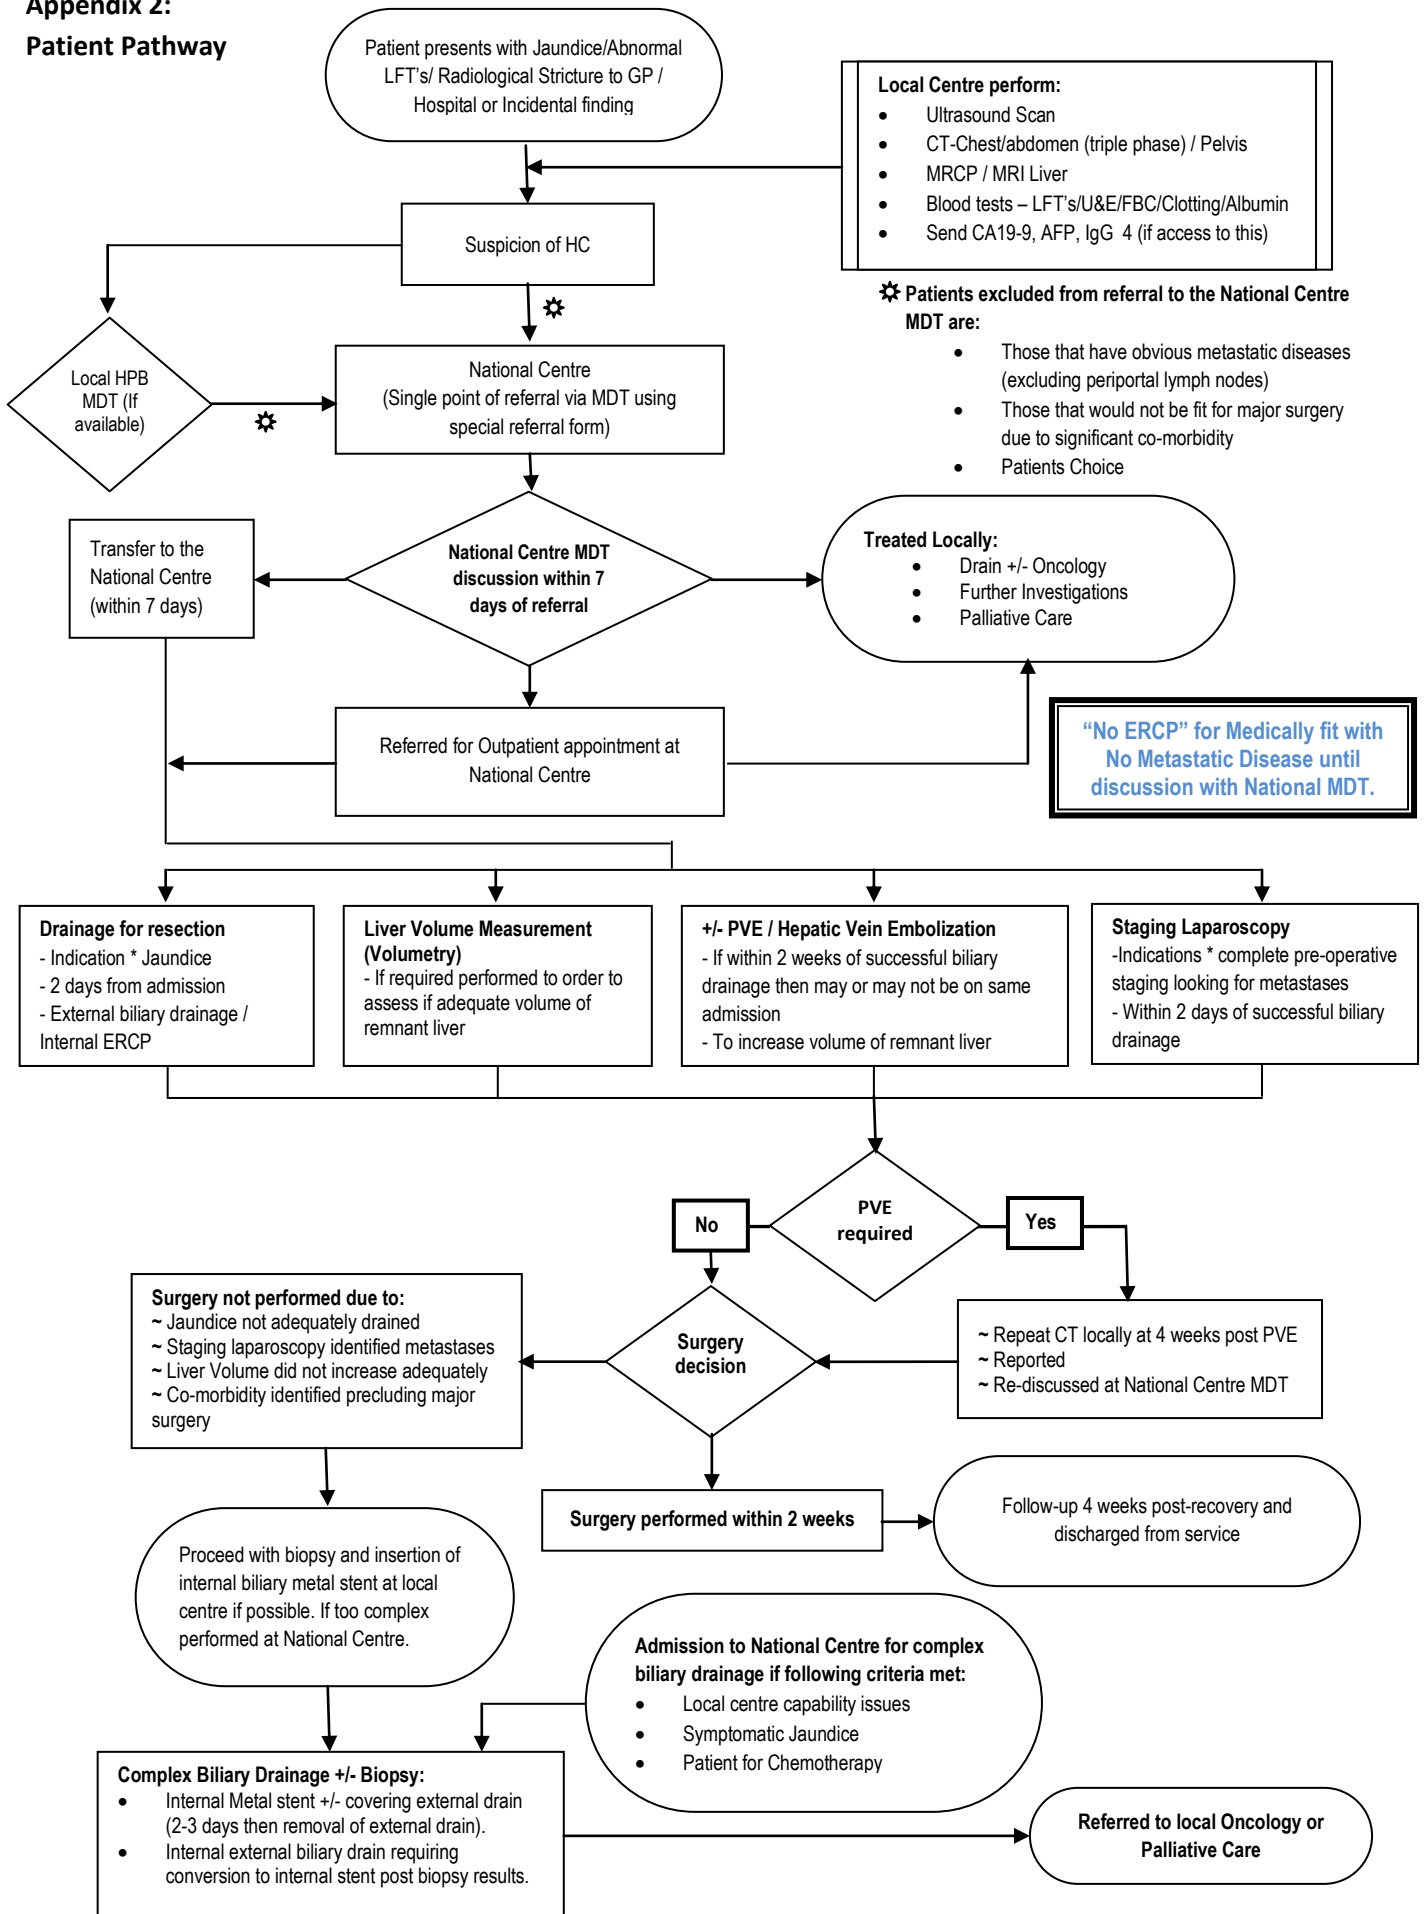 Appendix 2:
Patient Pathway
Patient presents with Jaundice/Abnormal
LFT's/ Radiological Stricture to GP /
Hospital or Incidental finding
Local Centre perform:
• Ultrasound Scan
• CT-Chest/abdomen (triple phase) / Pelvis
• MRCP / MRI Liver
• Blood tests – LFT's/U&E/FBC/Clotting/Albumin
• Send CA19-9, AFP, IgG 4 (if access to this)
Suspicion of HC
Patients excluded from referral to the National Centre
MDT are:
• Those that have obvious metastatic diseases
(excluding periportal lymph nodes)
• Those that would not be fit for major surgery
due to significant co-morbidity
• Patients Choice
Local HPB
MDT (If
available)
National Centre
(Single point of referral via MDT using
special referral form)
Transfer to the
National Centre
(within 7 days)
National Centre MDT
discussion within 7
days of referral
Treated Locally:
• Drain +/- Oncology
• Further Investigations
• Palliative Care
Referred for Outpatient appointment at
National Centre
“No ERCP” for Medically fit with
No Metastatic Disease until
discussion with National MDT.
Drainage for resection
- Indication * Jaundice
- 2 days from admission
- External biliary drainage /
Internal ERCP
Liver Volume Measurement
(Volumetry)
- If required performed to order to
assess if adequate volume of
remnant liver
+/- PVE / Hepatic Vein Embolization
- If within 2 weeks of successful biliary
drainage then may or may not be on same
admission
- To increase volume of remnant liver
Staging Laparoscopy
-Indications * complete pre-operative
staging looking for metastases
- Within 2 days of successful biliary
drainage
PVE
required
No
Yes
Surgery not performed due to:
~ Jaundice not adequately drained
~ Staging laparoscopy identified metastases
~ Liver Volume did not increase adequately
~ Co-morbidity identified precluding major
surgery
Surgery
decision
~ Repeat CT locally at 4 weeks post PVE
~ Reported
~ Re-discussed at National Centre MDT
Surgery performed within 2 weeks
Follow-up 4 weeks post-recovery and
discharged from service
Proceed with biopsy and insertion of
internal biliary metal stent at local
centre if possible. If too complex
performed at National Centre.
Admission to National Centre for complex
biliary drainage if following criteria met:
• Local centre capability issues
• Symptomatic Jaundice
• Patient for Chemotherapy
Complex Biliary Drainage +/- Biopsy:
• Internal Metal stent +/- covering external drain
(2-3 days then removal of external drain).
• Internal external biliary drain requiring
conversion to internal stent post biopsy results.
Referred to local Oncology or
Palliative Care